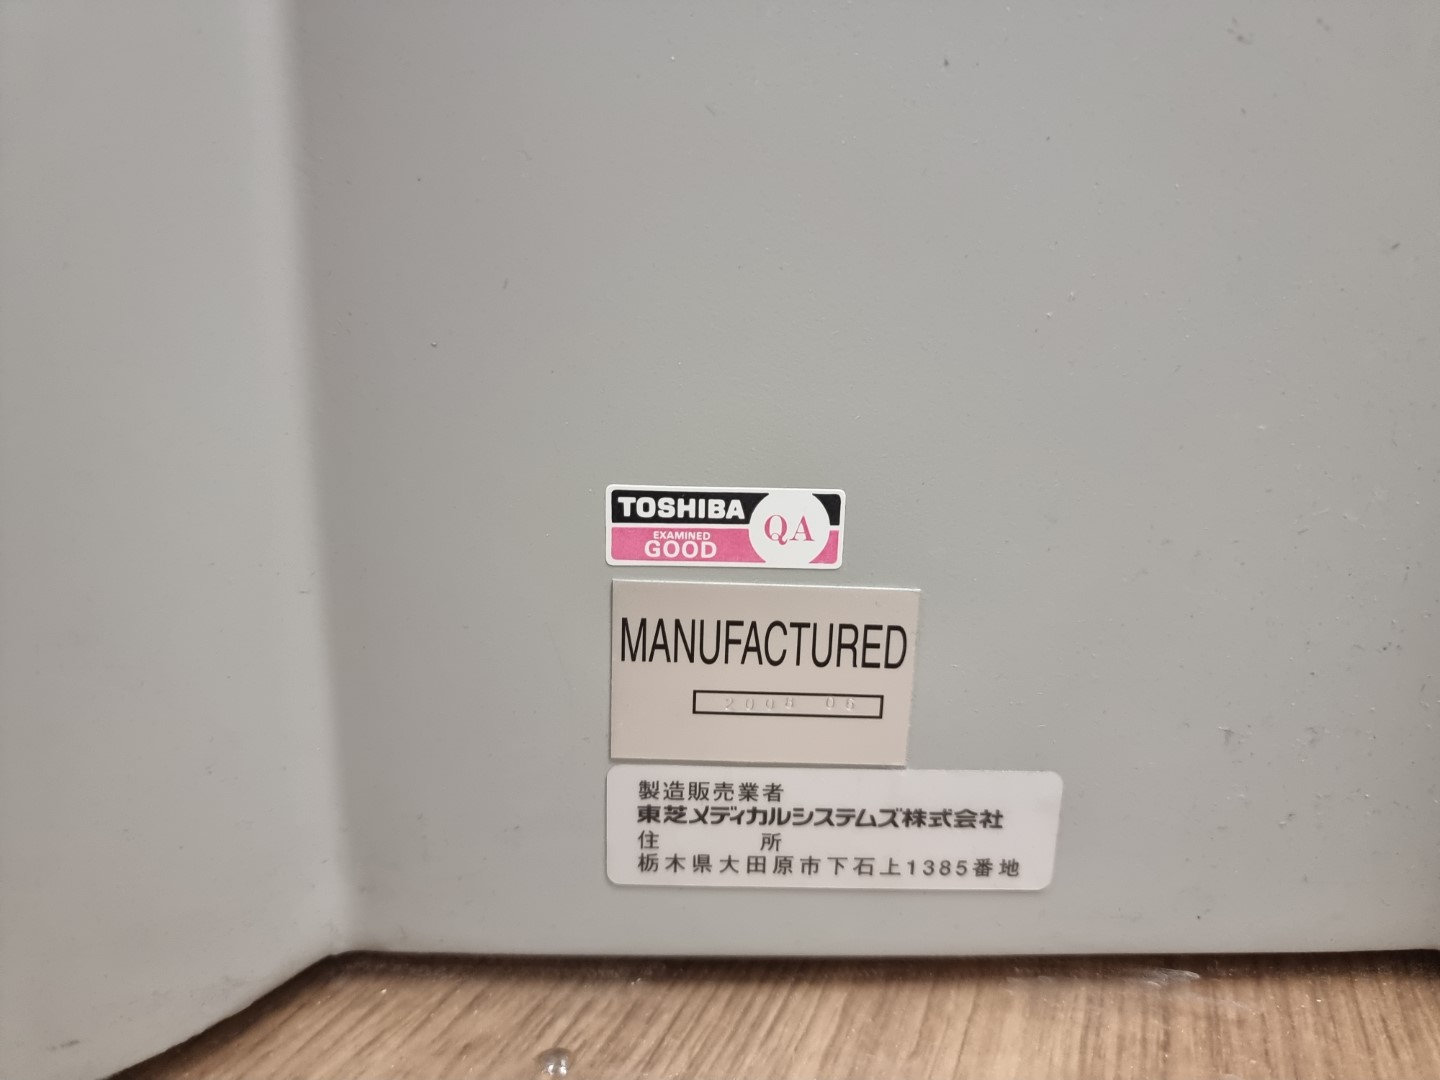 TOSHIBA
EXAMINED
GOOD
QA
MANUFACTURED
製造販売業者
東芝メディカルシステムズ株式会社
住 所
栃木県大田原市下石上1385番地